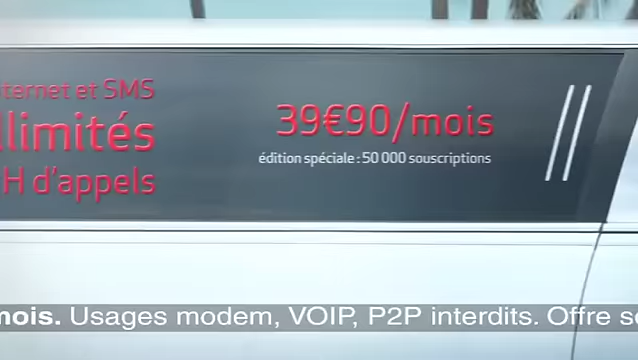 nternet et SMS
llimités
H d'appels
39€90/mois
édition spéciale : 50 000 souscriptions
mois. Usages modem, VOIP, P2P interdits. Offre so